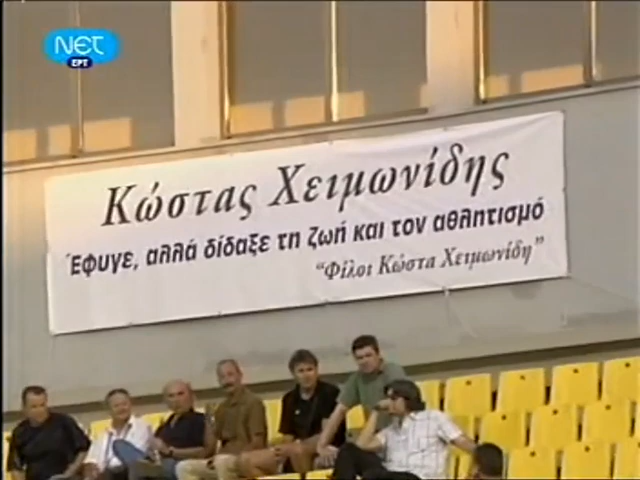 NET
ΕΡΤ
Κώστας Χειμωνίδης
Έφυγε, αλλά δίδαξε τη ζωή και τον αθλητισμό
“Φίλοι Κώστα Χειμωνίδη”